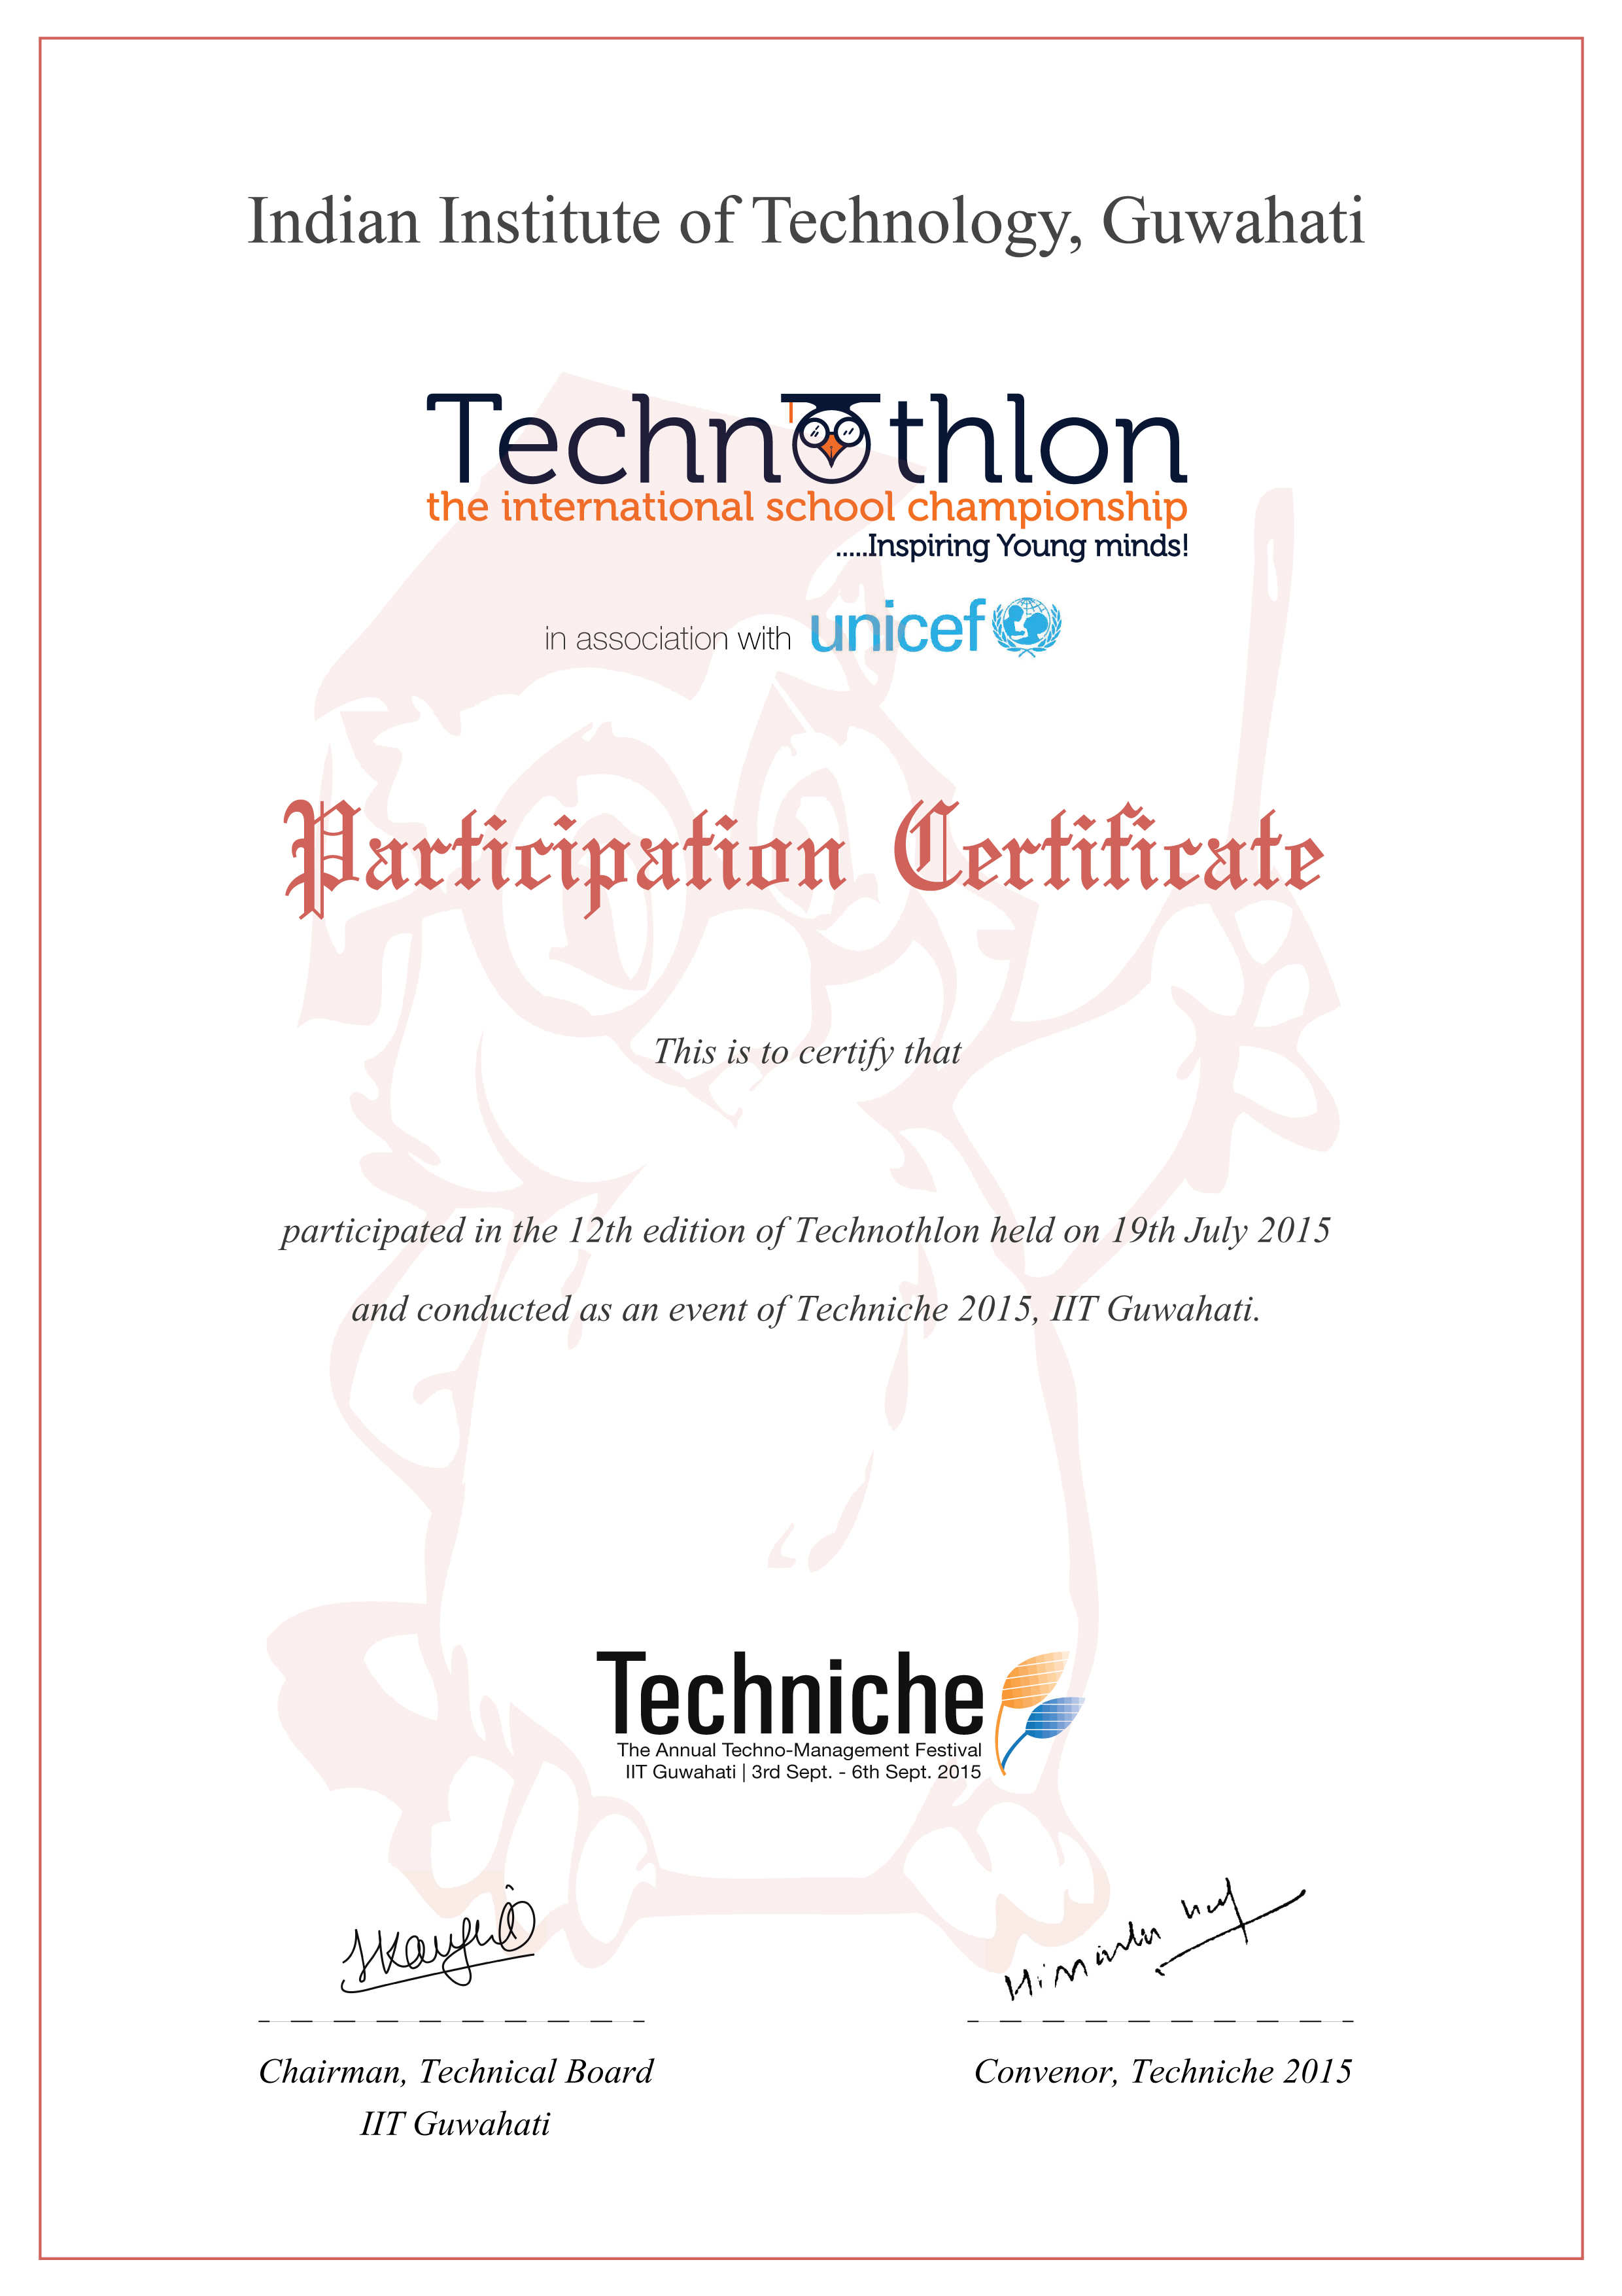 Indian Institute of Technology, Guwahati
Technothlon
the international school championship
.....Inspiring Young minds!
in association with unicef
Participation Certificate
This is to certify that
participated in the 12th edition of Technothlon held on 19th July 2015
and conducted as an event of Techniche 2015, IIT Guwahati.
Techniche
The Annual Techno-Management Festival
IIT Guwahati | 3rd Sept. - 6th Sept. 2015
Chairman, Technical Board
IIT Guwahati
Convenor, Techniche 2015